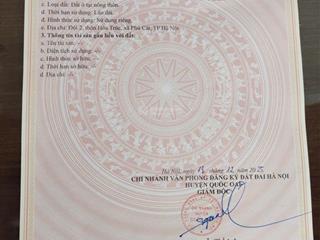 c. Loại đất: Đất ở tại nông thôn.
d. Thời hạn sử dụng: Lâu dài.
đ. Hình thức sử dụng: Sử dụng riêng.
e. Địa chỉ: Đội 2, thôn Hòa Trúc, xã Phú Cát, TP Hà Nội.
3. Thông tin tài sản gắn liền với đất:
a. Tên tài sản: -/-
b. Diện tích sử dụng: -/-
c. Hình thức sở hữu: -/-
d. Thời hạn sở hữu: -/-
đ. Địa chỉ: -/-
Hà Nội, ngày tháng 12 năm
CHI NHÁNH VĂN PHÒNG ĐĂNG KÝ ĐẤT ĐAI HÀ NỘI
HUYỆN QUỐC OAI
GIÁM ĐỐC